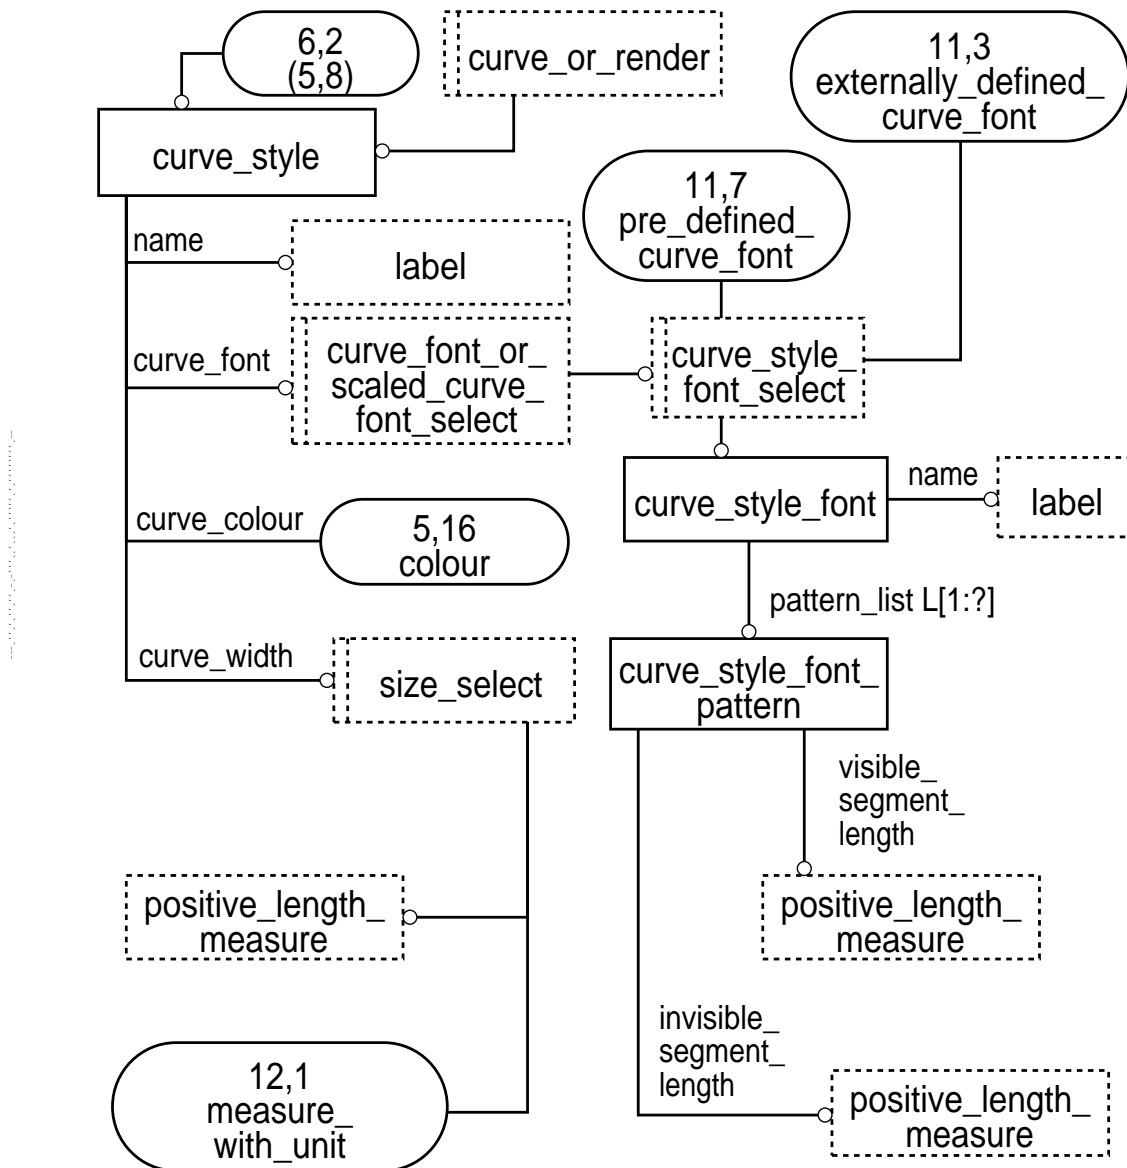 6,2
(5,8)
curve_or_render
11,3
externally_defined_
curve_font
curve_style
11,7
pre_defined_
curve_font
name
label
curve_font
curve_font_or_
scaled_curve_
font_select
curve_style_
font_select
curve_style_font
name
label
curve_colour
5,16
colour
pattern_list L[1:?]
curve_width
size_select
curve_style_font_
pattern
visible_
segment_
length
positive_length_
measure
positive_length_
measure
invisible_
segment_
length
12,1
measure_
with_unit
positive_length_
measure